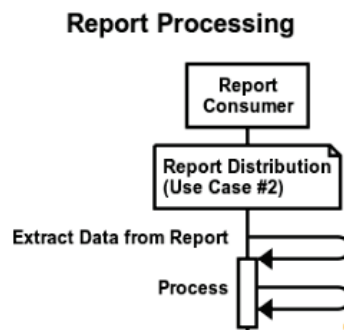 Report Processing
Report
Consumer
Report Distribution
(Use Case #2)
Extract Data from Report
Process